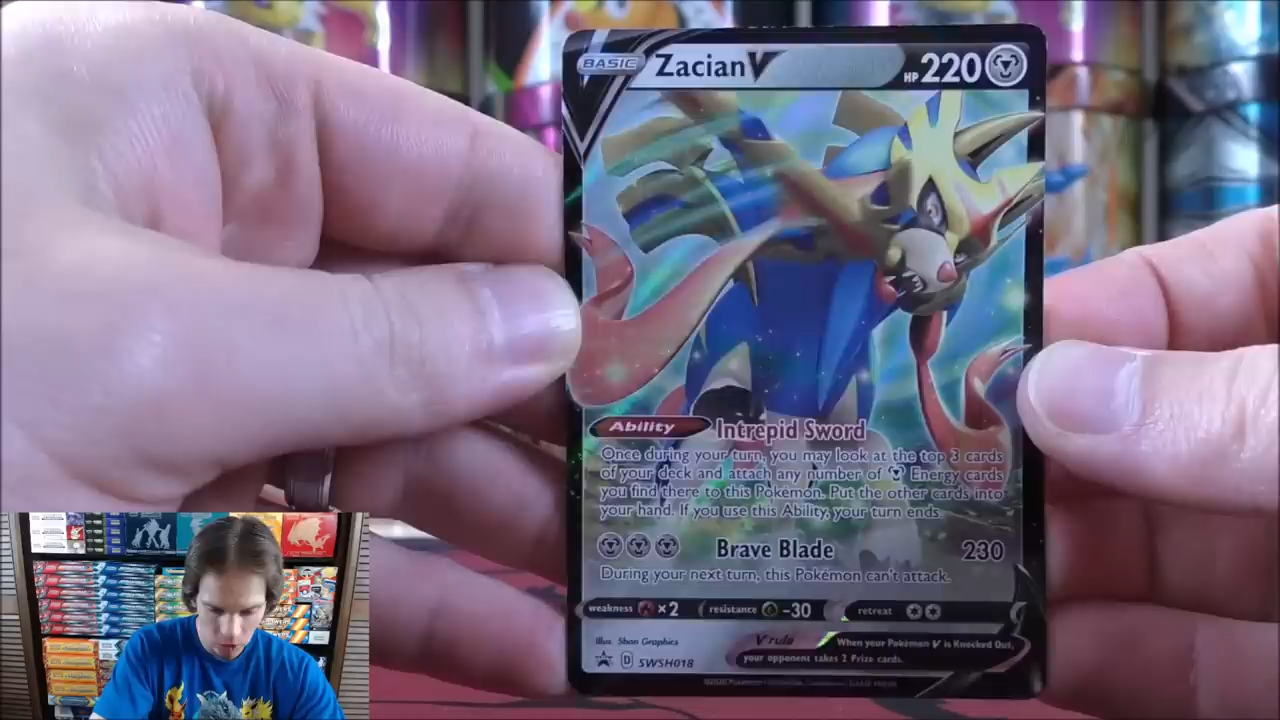 BASIC ZacianV HP 220
Ability Intrepid Sword
Once during your turn, you may look at the top 3 cards
of your deck and attach any number of Energy cards
you find there to this Pokémon. Put the other cards into
your hand. If you use this Ability, your turn ends.
Brave Blade 230
During your next turn, this Pokémon can't attack.
weakness ×2 resistance -30 retreat
Illus. 5ban Graphics
V rule When your Pokémon V is Knocked Out,
your opponent takes 2 Prize cards.
D SWSH018